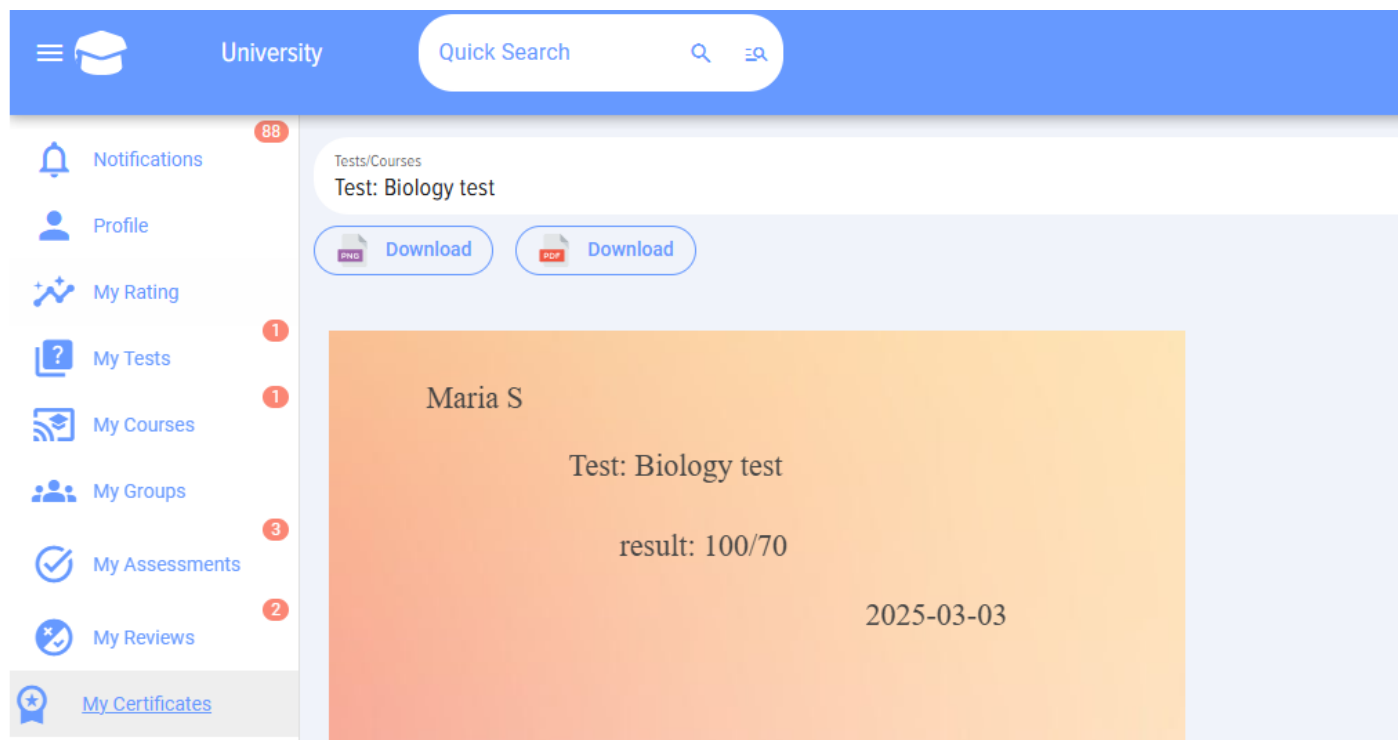 University
Quick Search
88
Notifications
Profile
My Rating
1
My Tests
1
My Courses
My Groups
3
My Assessments
2
My Reviews
My Certificates
Tests/Courses
Test: Biology test
PNG Download
PDF Download
Maria S
Test: Biology test
result: 100/70
2025-03-03